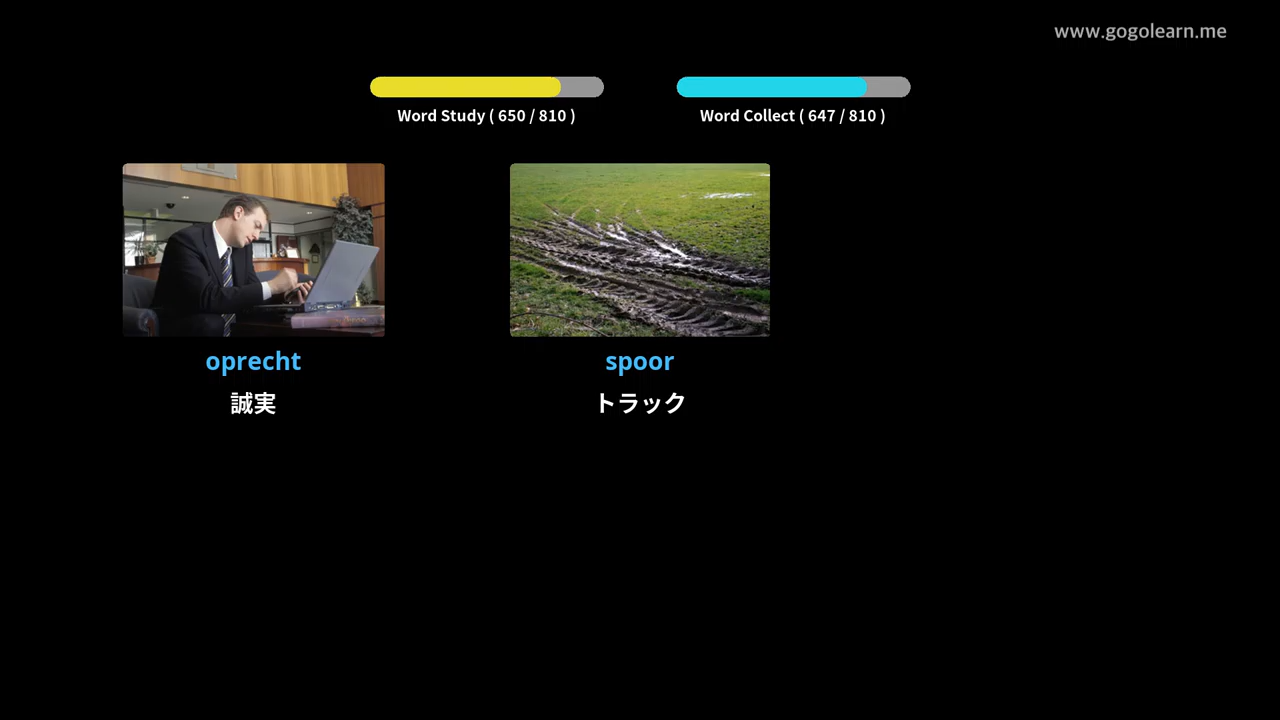 www.gogolearn.me
Word Study ( 650 / 810 )
Word Collect ( 647 / 810 )
oprecht
誠実
spoor
トラック